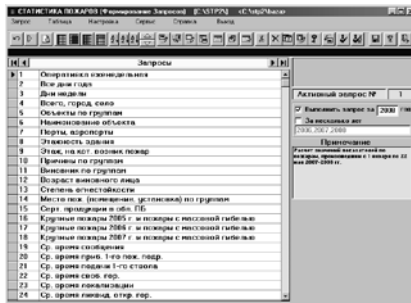 СТАТИСТИКА ПОЖАРОВ (Формирование Запросов)
Запрос Таблица Настройка Сервис Справка Выход
Запросы
1 Оперативка еженедельная
2 Все дни года
3 Дни недели
4 Всего, город, село
5 Объекты по группам
6 Наименование объекта
7 Порты, аэропорты
8 Этажность здания
9 Этаж, на кот. возник пожар
10 Причины по группам
11 Виновник по группам
12 Возраст виновного лица
13 Степень огнестойкости
14 Место пож. (помещение, установка) по группам
15 Серт. продукции в обл. ПБ
16 Крупные пожары 2005 г. и пожары с массовой гибелью
17 Крупные пожары 2006 г. и пожары с массовой гибелью
18 Крупные пожары 2007 г. и пожары с массовой гибелью
19 Ср. время сообщения
20 Ср. время приб. 1-го пож. подр.
21 Ср. время подачи 1-го ствола
22 Ср. время своб. гор.
23 Ср. время локализации
24 Ср. время ликвид. откр. гор.
Активный запрос № 1
Выполнить запрос за 2008
За несколько лет
2006,2007,2008
Примечание